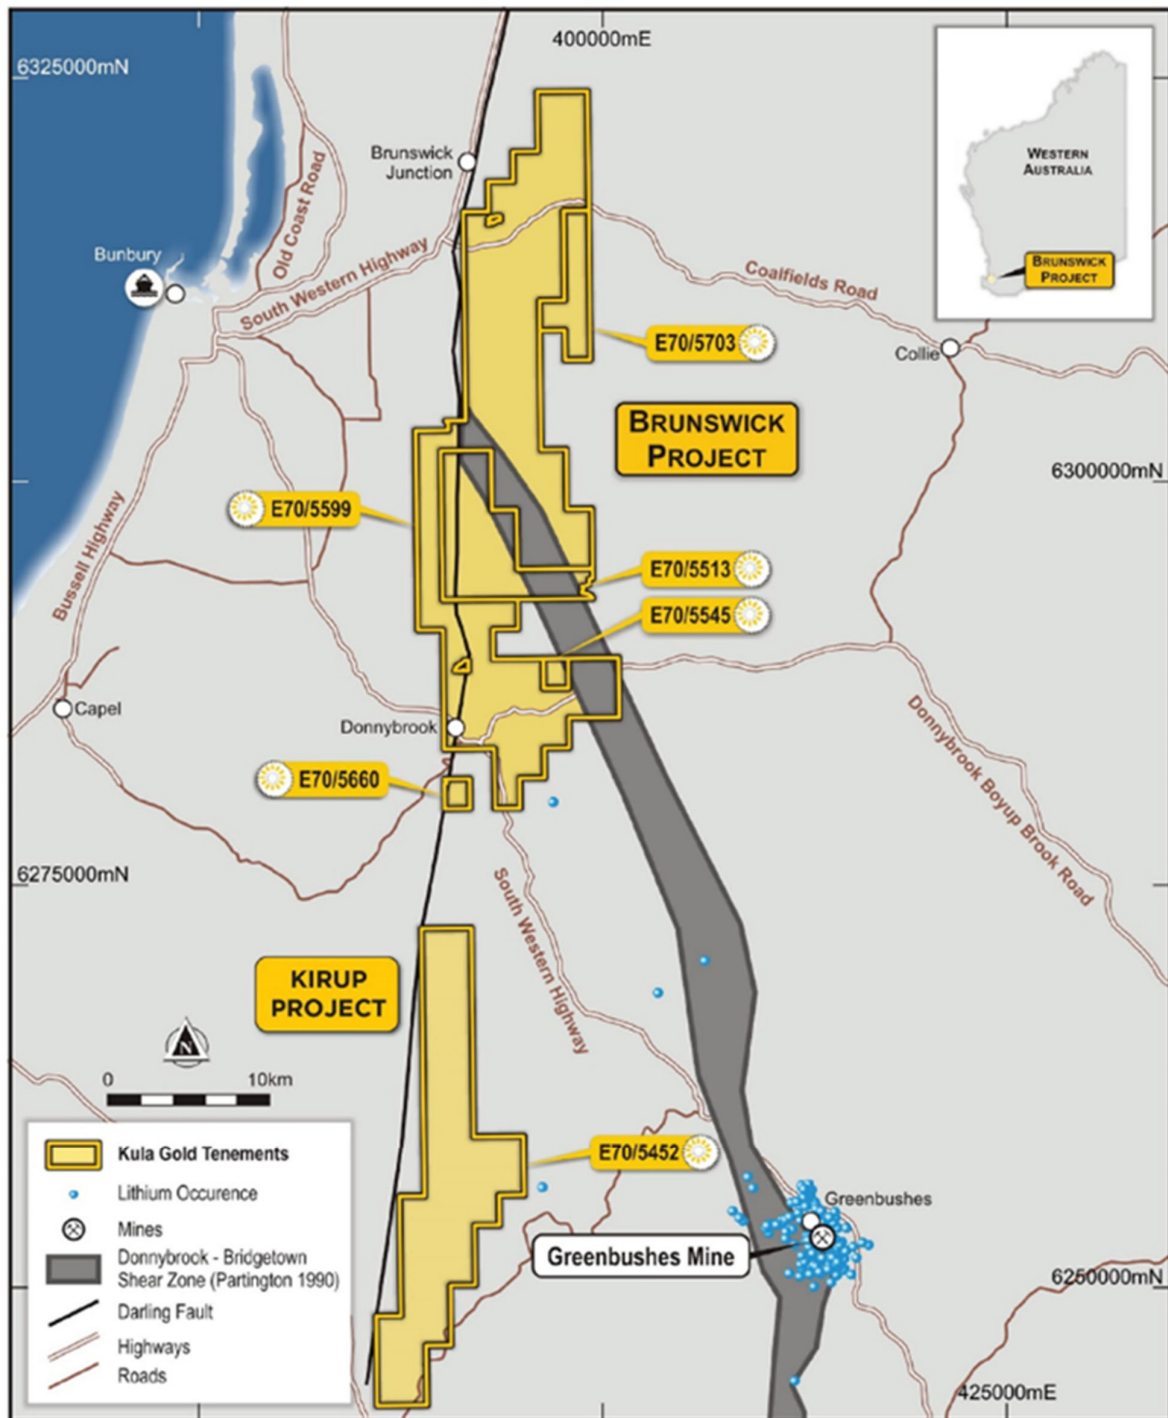 400000mE
6325000mN
Brunswick
Junction
Old Coast Road
Bunbury
South Western Highway
Coalfields Road
WESTERN
AUSTRALIA
BRUNSWICK
PROJECT
E70/5703
Collie
BRUNSWICK
PROJECT
6300000mN
E70/5599
Bussell Highway
E70/5513
E70/5545
Capel
Donnybrook
Donnybrook Boyup Brook Road
E70/5660
6275000mN
South Western Highway
KIRUP
PROJECT
N
0 10km
E70/5452
Greenbushes
Greenbushes Mine
6250000mN
425000mE
Kula Gold Tenements
Lithium Occurence
Mines
Donnybrook - Bridgetown
Shear Zone (Partington 1990)
Darling Fault
Highways
Roads